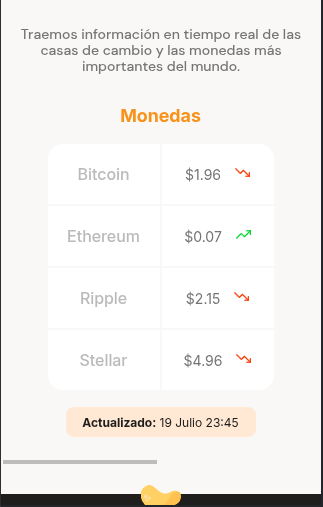 Traemos información en tiempo real de las
casas de cambio y las monedas más
importantes del mundo.
Monedas
Bitcoin $1.96
Ethereum $0.07
Ripple $2.15
Stellar $4.96
Actualizado: 19 Julio 23:45